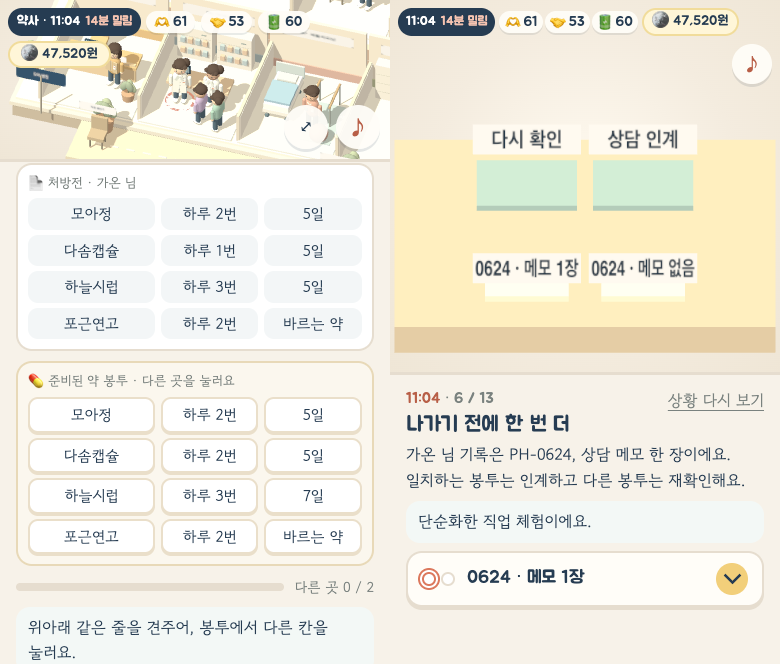 약사 · 11:04 14분 밀림
61
53
60
47,520원
처방전 · 가온 님
모아정 하루 2번 5일
다솜캡슐 하루 1번 5일
하늘시럽 하루 3번 5일
포근연고 하루 2번 바르는 약
준비된 약 봉투 · 다른 곳을 눌러요
모아정 하루 2번 5일
다솜캡슐 하루 2번 5일
하늘시럽 하루 3번 7일
포근연고 하루 2번 바르는 약
다른 곳 0 / 2
위아래 같은 줄을 견주어, 봉투에서 다른 칸을
눌러요.
11:04 14분 밀림
61
53
60
47,520원
다시 확인
상담 인계
0624 · 메모 1장
0624 · 메모 없음
11:04 · 6 / 13
상황 다시 보기
나가기 전에 한 번 더
가온 님 기록은 PH-0624, 상담 메모 한 장이에요.
일치하는 봉투는 인계하고 다른 봉투는 재확인해요.
단순화한 직업 체험이에요.
0624 · 메모 1장